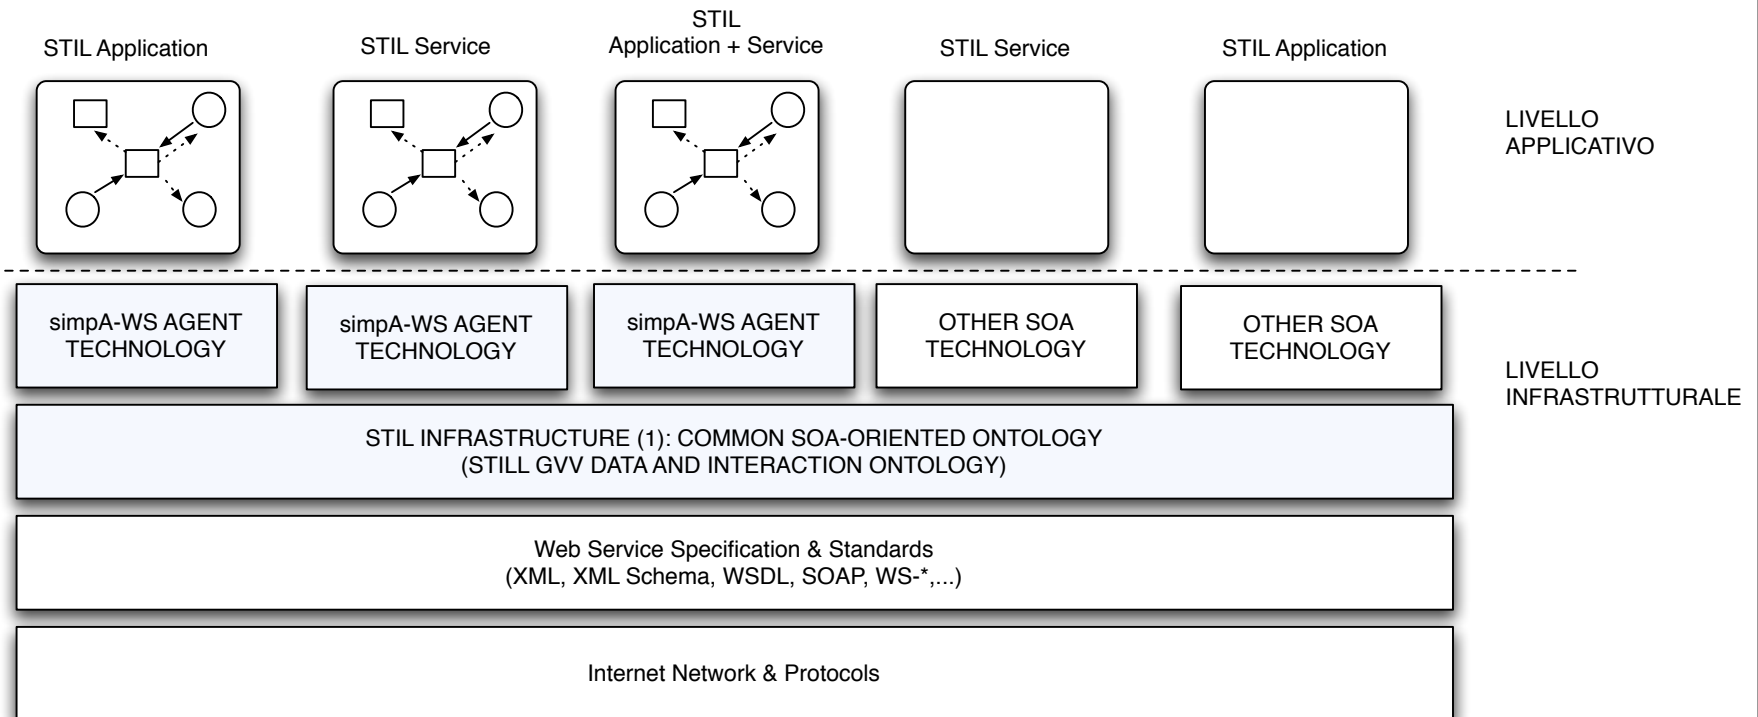 STIL Application
STIL Service
STIL
Application + Service
STIL Service
STIL Application
LIVELLO
APPLICATIVO
simpA-WS AGENT
TECHNOLOGY
simpA-WS AGENT
TECHNOLOGY
simpA-WS AGENT
TECHNOLOGY
OTHER SOA
TECHNOLOGY
OTHER SOA
TECHNOLOGY
LIVELLO
INFRASTRUTTURALE
STIL INFRASTRUCTURE (1): COMMON SOA-ORIENTED ONTOLOGY
(STILL GVV DATA AND INTERACTION ONTOLOGY)
Web Service Specification & Standards
(XML, XML Schema, WSDL, SOAP, WS-*,...)
Internet Network & Protocols